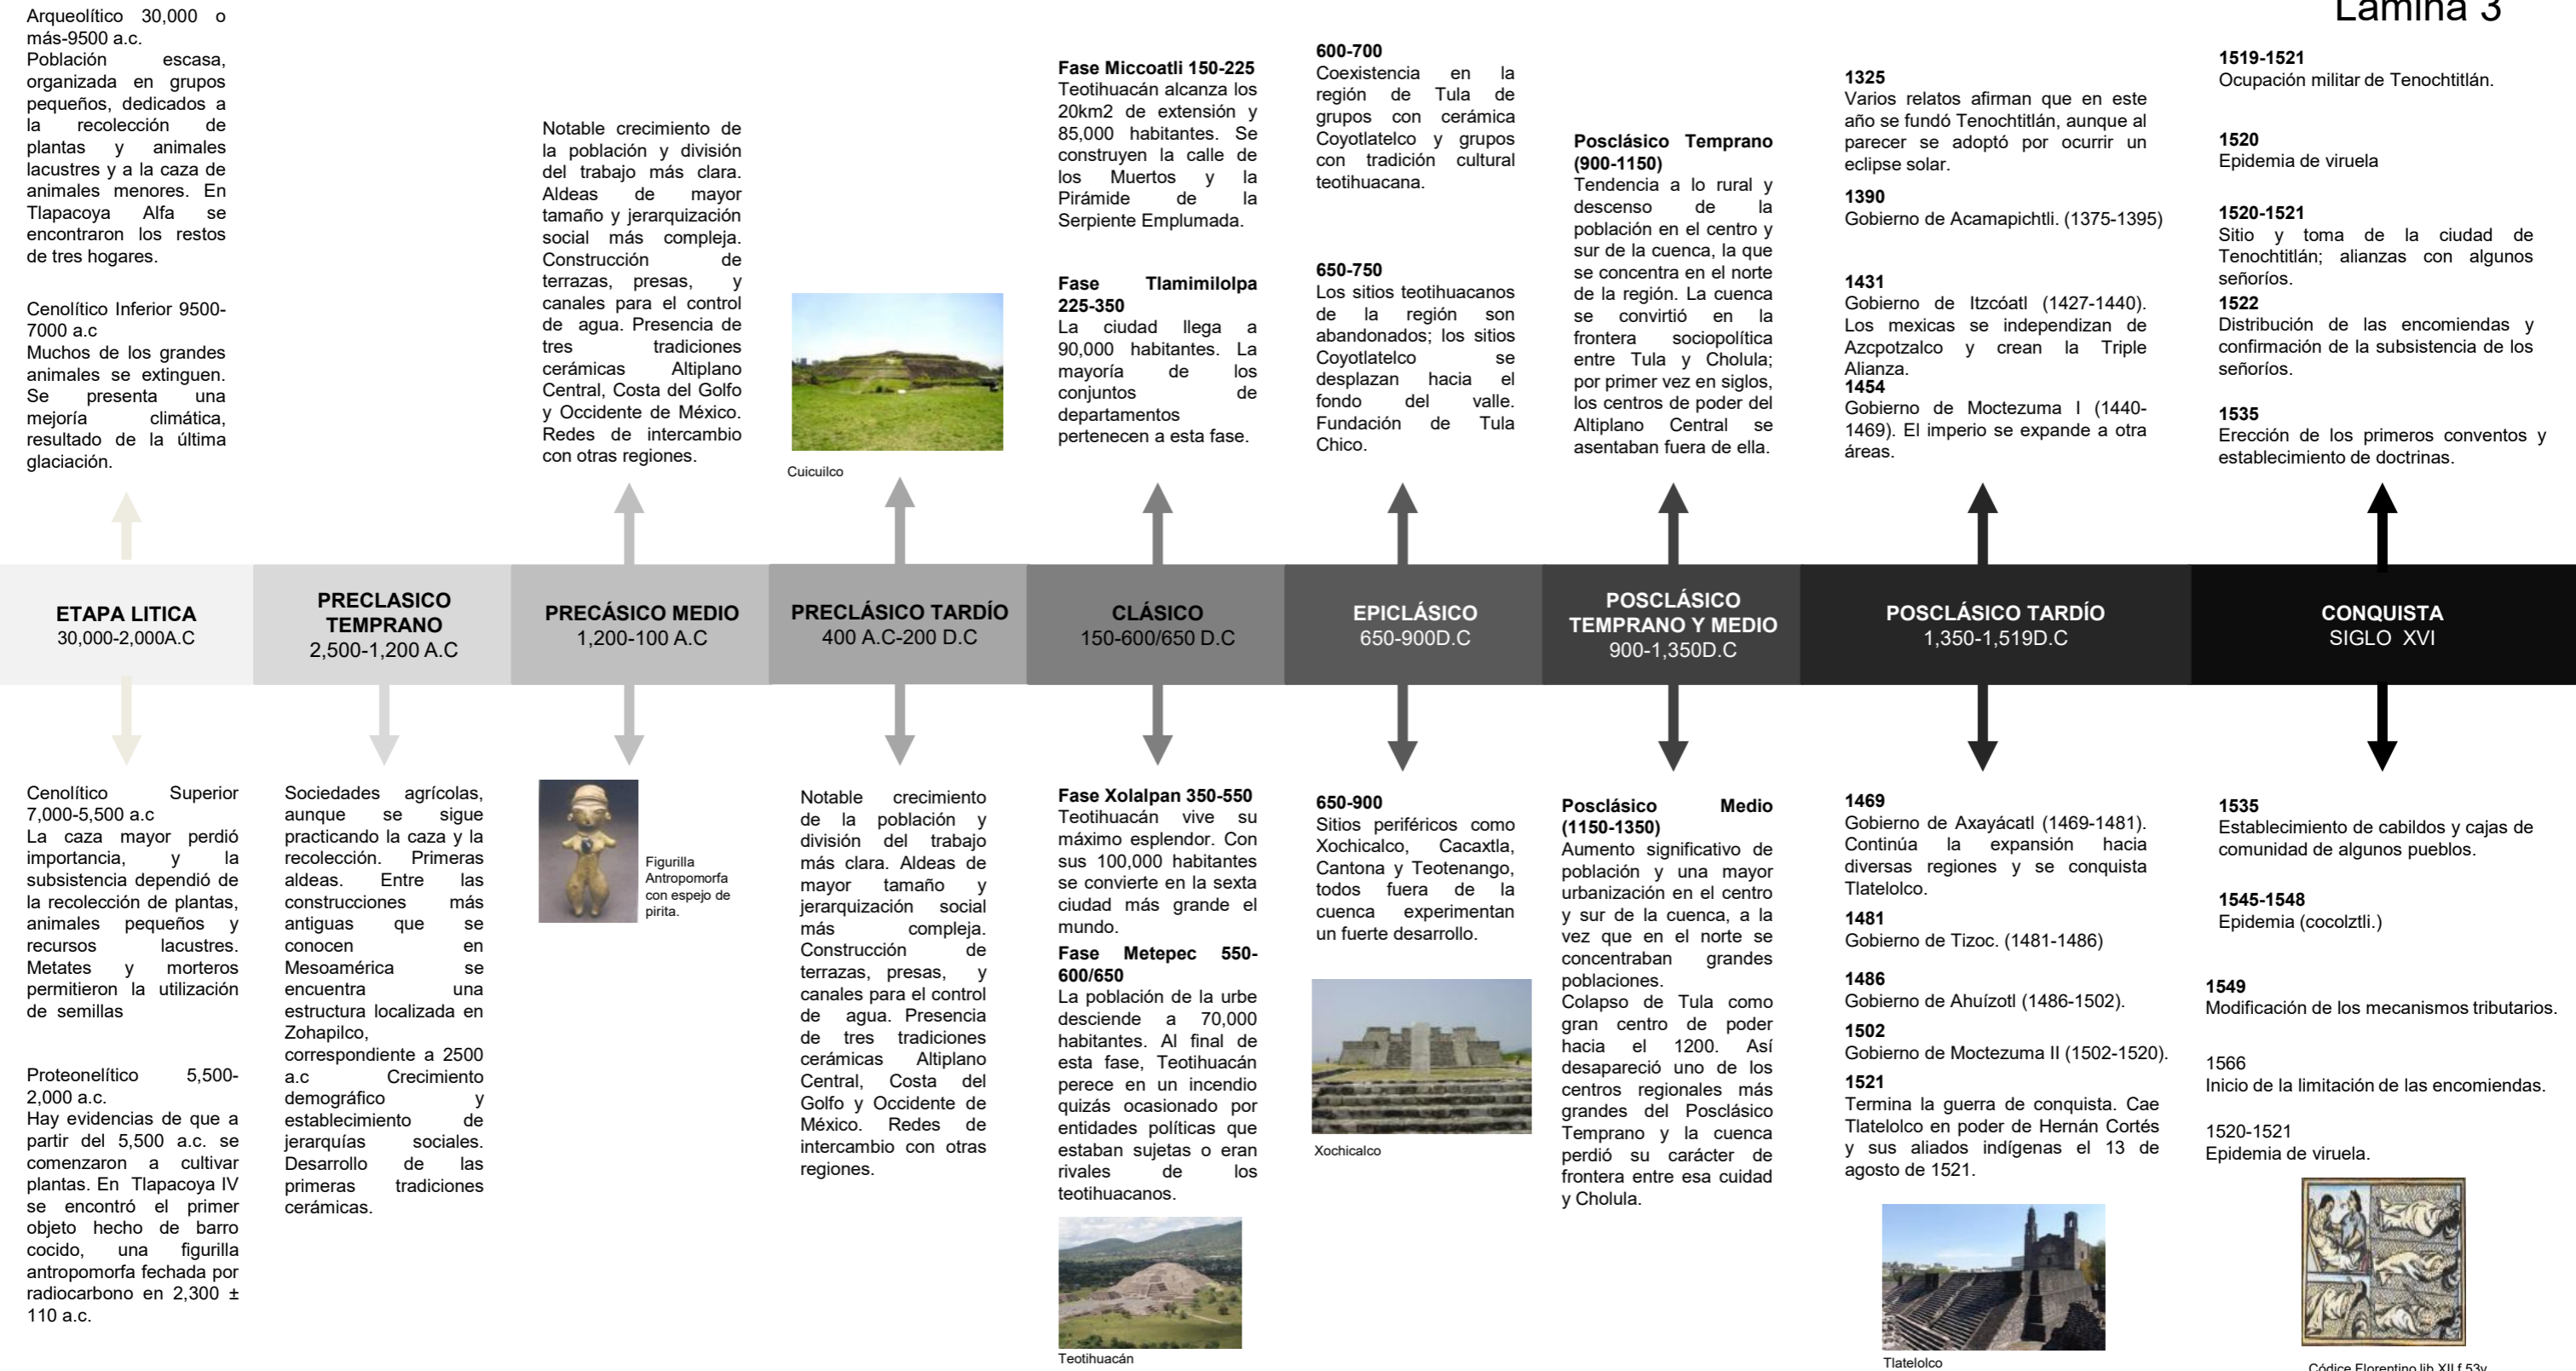 Lámina 3
Arqueolítico 30,000 o
más-9500 a.c.
Población escasa,
organizada en grupos
pequeños, dedicados a
la recolección de
plantas y animales
lacustres y a la caza de
animales menores. En
Tlapacoya Alfa se
encontraron los restos
de tres hogares.
Cenolítico Inferior 9500-
7000 a.c
Muchos de los grandes
animales se extinguen.
Se presenta una
mejoría climática,
resultado de la última
glaciación.
Notable crecimiento de
la población y división
del trabajo más clara.
Aldeas de mayor
tamaño y jerarquización
social más compleja.
Construcción de
terrazas, presas, y
canales para el control
de agua. Presencia de
tres tradiciones
cerámicas Altiplano
Central, Costa del Golfo
y Occidente de México.
Redes de intercambio
con otras regiones.
Cuicuilco
Fase Miccoatli 150-225
Teotihuacán alcanza los
20km2 de extensión y
85,000 habitantes. Se
construyen la calle de
los Muertos y la
Pirámide de la
Serpiente Emplumada.
Fase Tlamimilolpa
225-350
La ciudad llega a
90,000 habitantes. La
mayoría de los
conjuntos de
departamentos
pertenecen a esta fase.
600-700
Coexistencia en la
región de Tula de
grupos con cerámica
Coyotlatelco y grupos
con tradición cultural
teotihuacana.
650-750
Los sitios teotihuacanos
de la región son
abandonados; los sitios
Coyotlatelco se
desplazan hacia el
fondo del valle.
Fundación de Tula
Chico.
Posclásico Temprano
(900-1150)
Tendencia a lo rural y
descenso de la
población en el centro y
sur de la cuenca, la que
se concentra en el norte
de la región. La cuenca
se convirtió en la
frontera sociopolítica
entre Tula y Cholula;
por primer vez en siglos,
los centros de poder del
Altiplano Central se
asentaban fuera de ella.
1325
Varios relatos afirman que en este
año se fundó Tenochtitlán, aunque al
parecer se adoptó por ocurrir un
eclipse solar.
1390
Gobierno de Acamapichtli. (1375-1395)
1431
Gobierno de Itzcóatl (1427-1440).
Los mexicas se independizan de
Azcpotzalco y crean la Triple
Alianza.
1454
Gobierno de Moctezuma I (1440-
1469). El imperio se expande a otra
áreas.
1519-1521
Ocupación militar de Tenochtitlán.
1520
Epidemia de viruela
1520-1521
Sitio y toma de la ciudad de
Tenochtitlán; alianzas con algunos
señoríos.
1522
Distribución de las encomiendas y
confirmación de la subsistencia de los
señoríos.
1535
Erección de los primeros conventos y
establecimiento de doctrinas.
ETAPA LITICA
30,000-2,000A.C
PRECLASICO
TEMPRANO
2,500-1,200 A.C
PRECÁSICO MEDIO
1,200-100 A.C
PRECLÁSICO TARDÍO
400 A.C-200 D.C
CLÁSICO
150-600/650 D.C
EPICLÁSICO
650-900D.C
POSCLÁSICO
TEMPRANO Y MEDIO
900-1,350D.C
POSCLÁSICO TARDÍO
1,350-1,519D.C
CONQUISTA
SIGLO XVI
Cenolítico Superior
7,000-5,500 a.c
La caza mayor perdió
importancia, y la
subsistencia dependió de
la recolección de plantas,
animales pequeños y
recursos lacustres.
Metates y morteros
permitieron la utilización
de semillas
Proteonelítico 5,500-
2,000 a.c.
Hay evidencias de que a
partir del 5,500 a.c. se
comenzaron a cultivar
plantas. En Tlapacoya IV
se encontró el primer
objeto hecho de barro
cocido, una figurilla
antropomorfa fechada por
radiocarbono en 2,300 ±
110 a.c.
Sociedades agrícolas,
aunque se sigue
practicando la caza y la
recolección. Primeras
aldeas. Entre las
construcciones más
antiguas que se
conocen en
Mesoamérica se
encuentra una
estructura localizada en
Zohapilco,
correspondiente a 2500
a.c Crecimiento
demográfico y
establecimiento de
jerarquías sociales.
Desarrollo de las
primeras tradiciones
cerámicas.
Figurilla
Antropomorfa
con espejo de
pirita.
Notable crecimiento
de la población y
división del trabajo
más clara. Aldeas de
mayor tamaño y
jerarquización social
más compleja.
Construcción de
terrazas, presas, y
canales para el control
de agua. Presencia
de tres tradiciones
cerámicas Altiplano
Central, Costa del
Golfo y Occidente de
México. Redes de
intercambio con otras
regiones.
Fase Xolalpan 350-550
Teotihuacán vive su
máximo esplendor. Con
sus 100,000 habitantes
se convierte en la sexta
ciudad más grande el
mundo.
Fase Metepec 550-
600/650
La población de la urbe
desciende a 70,000
habitantes. Al final de
esta fase, Teotihuacán
perece en un incendio
quizás ocasionado por
entidades políticas que
estaban sujetas o eran
rivales de los
teotihuacanos.
Teotihuacán
650-900
Sitios periféricos como
Xochicalco, Cacaxtla,
Cantona y Teotenango,
todos fuera de la
cuenca experimentan
un fuerte desarrollo.
Xochicalco
Posclásico Medio
(1150-1350)
Aumento significativo de
población y una mayor
urbanización en el centro
y sur de la cuenca, a la
vez que en el norte se
concentraban grandes
poblaciones.
Colapso de Tula como
gran centro de poder
hacia el 1200. Así
desapareció uno de los
centros regionales más
grandes del Posclásico
Temprano y la cuenca
perdió su carácter de
frontera entre esa cuidad
y Cholula.
1469
Gobierno de Axayácatl (1469-1481).
Continúa la expansión hacia
diversas regiones y se conquista
Tlatelolco.
1481
Gobierno de Tizoc. (1481-1486)
1486
Gobierno de Ahuízotl (1486-1502).
1502
Gobierno de Moctezuma II (1502-1520).
1521
Termina la guerra de conquista. Cae
Tlatelolco en poder de Hernán Cortés
y sus aliados indígenas el 13 de
agosto de 1521.
Tlatelolco
1535
Establecimiento de cabildos y cajas de
comunidad de algunos pueblos.
1545-1548
Epidemia (cocolztli.)
1549
Modificación de los mecanismos tributarios.
1566
Inicio de la limitación de las encomiendas.
1520-1521
Epidemia de viruela.
Códice Florentino lib XII f 53v